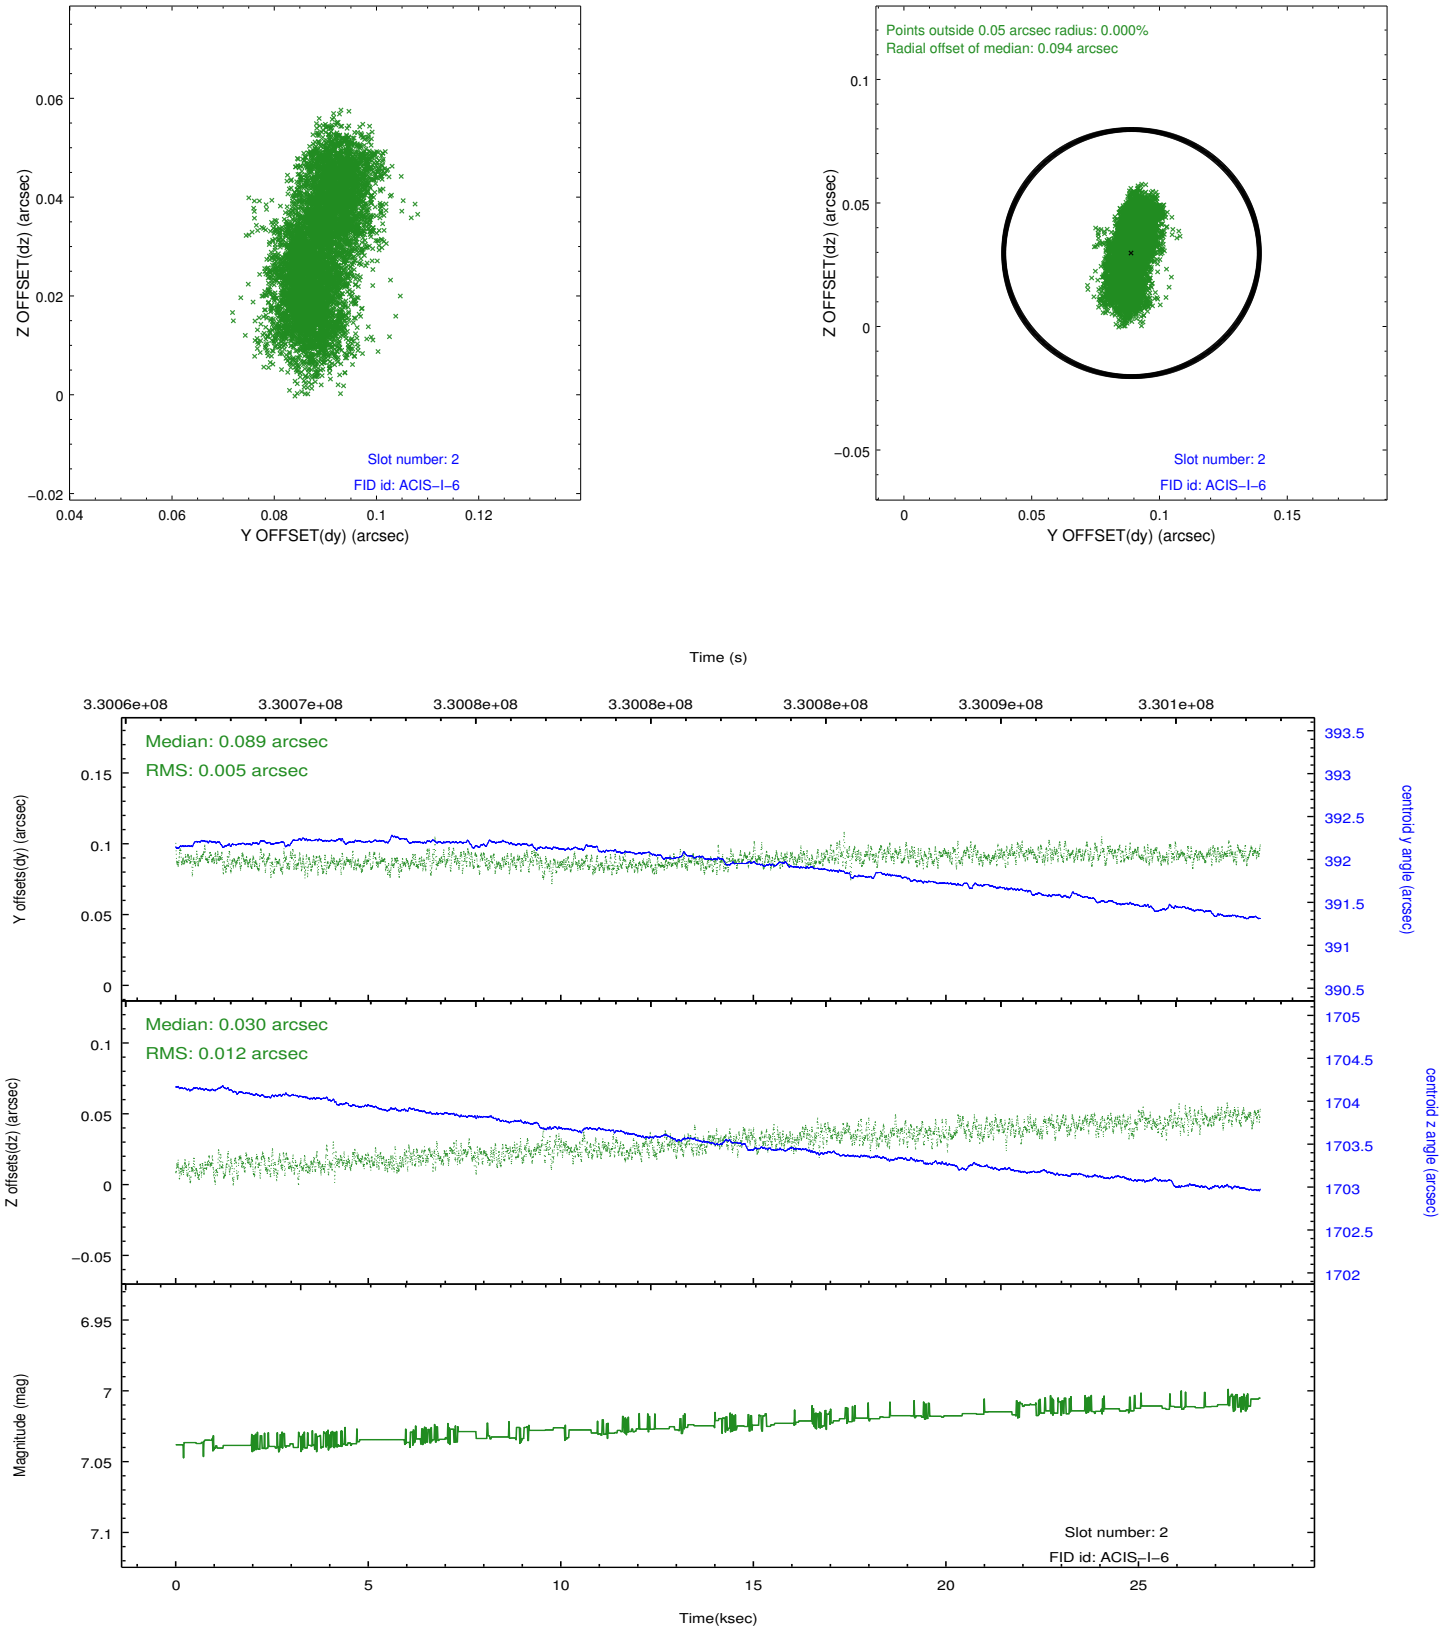 0.06
0.04
0.02
0
−0.02
0.04
0.06
0.08
0.1
0.12
Z OFFSET(dz) (arcsec)
Y OFFSET(dy) (arcsec)
Slot number: 2
FID id: ACIS−I−6
Points outside 0.05 arcsec radius: 0.000%
Radial offset of median: 0.094 arcsec
0.1
0.05
0
−0.05
0
0.05
0.1
0.15
Z OFFSET(dz) (arcsec)
Y OFFSET(dy) (arcsec)
Slot number: 2
FID id: ACIS−I−6
Time (s)
3.3006e+08
3.3007e+08
3.3008e+08
3.3008e+08
3.3008e+08
3.3009e+08
3.301e+08
Median: 0.089 arcsec
RMS: 0.005 arcsec
0.15
0.1
0.05
0
Y offsets(dy) (arcsec)
393.5
393
392.5
392
391.5
391
390.5
centroid y angle (arcsec)
Median: 0.030 arcsec
RMS: 0.012 arcsec
0.1
0.05
0
−0.05
Z offsets(dz) (arcsec)
1705
1704.5
1704
1703.5
1703
1702.5
1702
centroid z angle (arcsec)
6.95
7
7.05
7.1
Magnitude (mag)
Slot number: 2
FID id: ACIS−I−6
0
5
10
15
20
25
Time(ksec)